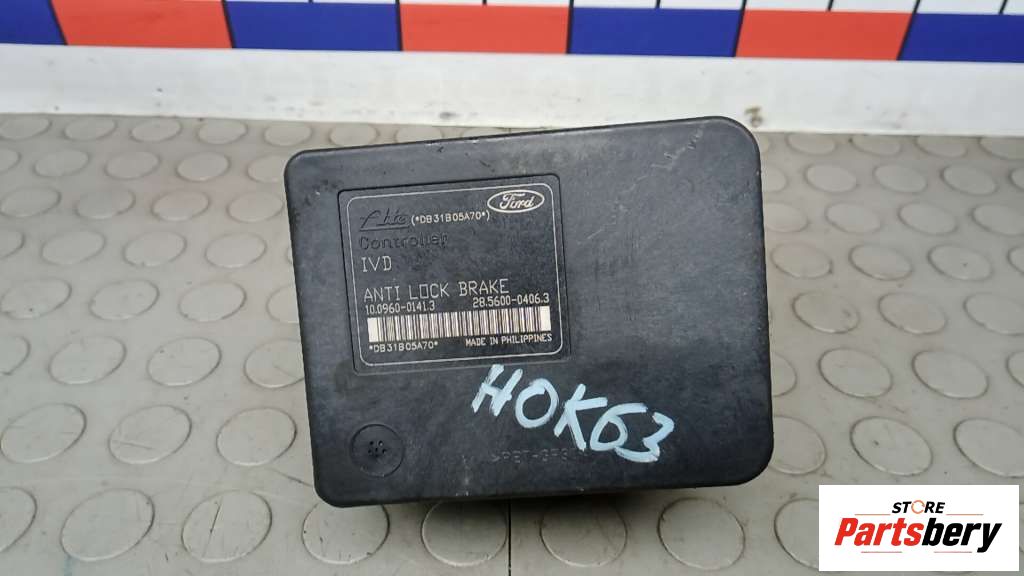 Ate (*DB31B05A70*) Ford
Controller
IVD
ANTI LOCK BRAKE
10.0960-0141.3 28.5600-0406.3
*DB31B05A70* MADE IN PHILIPPINES
HOK63
STORE
Partsbery